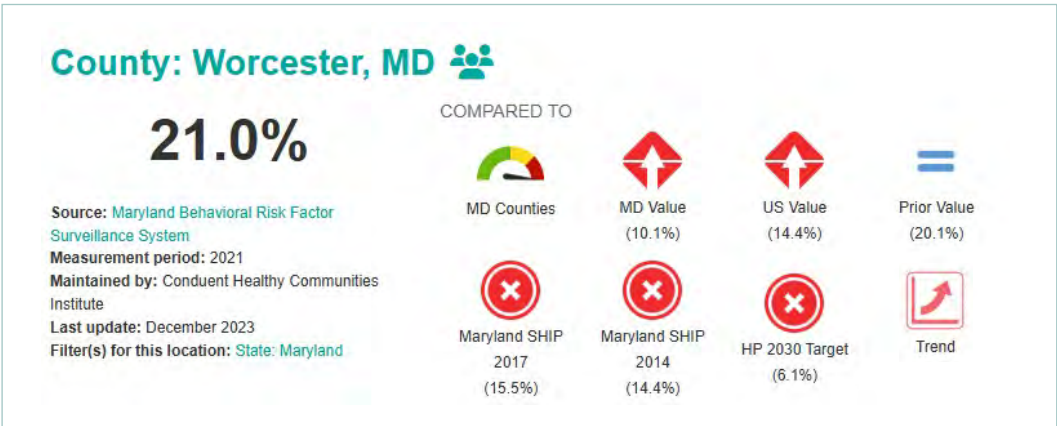 County: Worcester, MD
21.0%
Source: Maryland Behavioral Risk Factor
Surveillance System
Measurement period: 2021
Maintained by: Conduent Healthy Communities
Institute
Last update: December 2023
Filter(s) for this location: State: Maryland
COMPARED TO
MD Counties
MD Value
(10.1%)
US Value
(14.4%)
Prior Value
(20.1%)
Maryland SHIP
2017
(15.5%)
Maryland SHIP
2014
(14.4%)
HP 2030 Target
(6.1%)
Trend